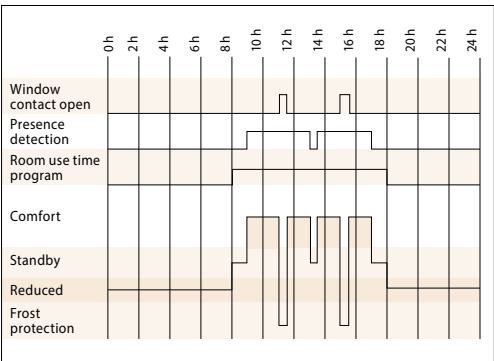 0 h 2 h 4 h 6 h 8 h 10 h 12 h 14 h 16 h 18 h 20 h 22 h 24 h
Window
contact open
Presence
detection
Room use time
program
Comfort
Standby
Reduced
Frost
protection